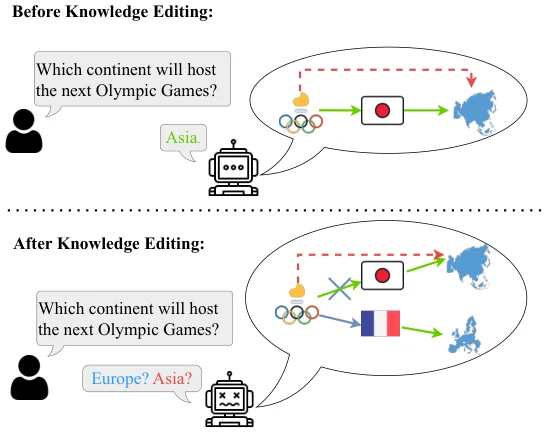 Before Knowledge Editing:
Which continent will host
the next Olympic Games?
Asia.
After Knowledge Editing:
Which continent will host
the next Olympic Games?
Europe? Asia?